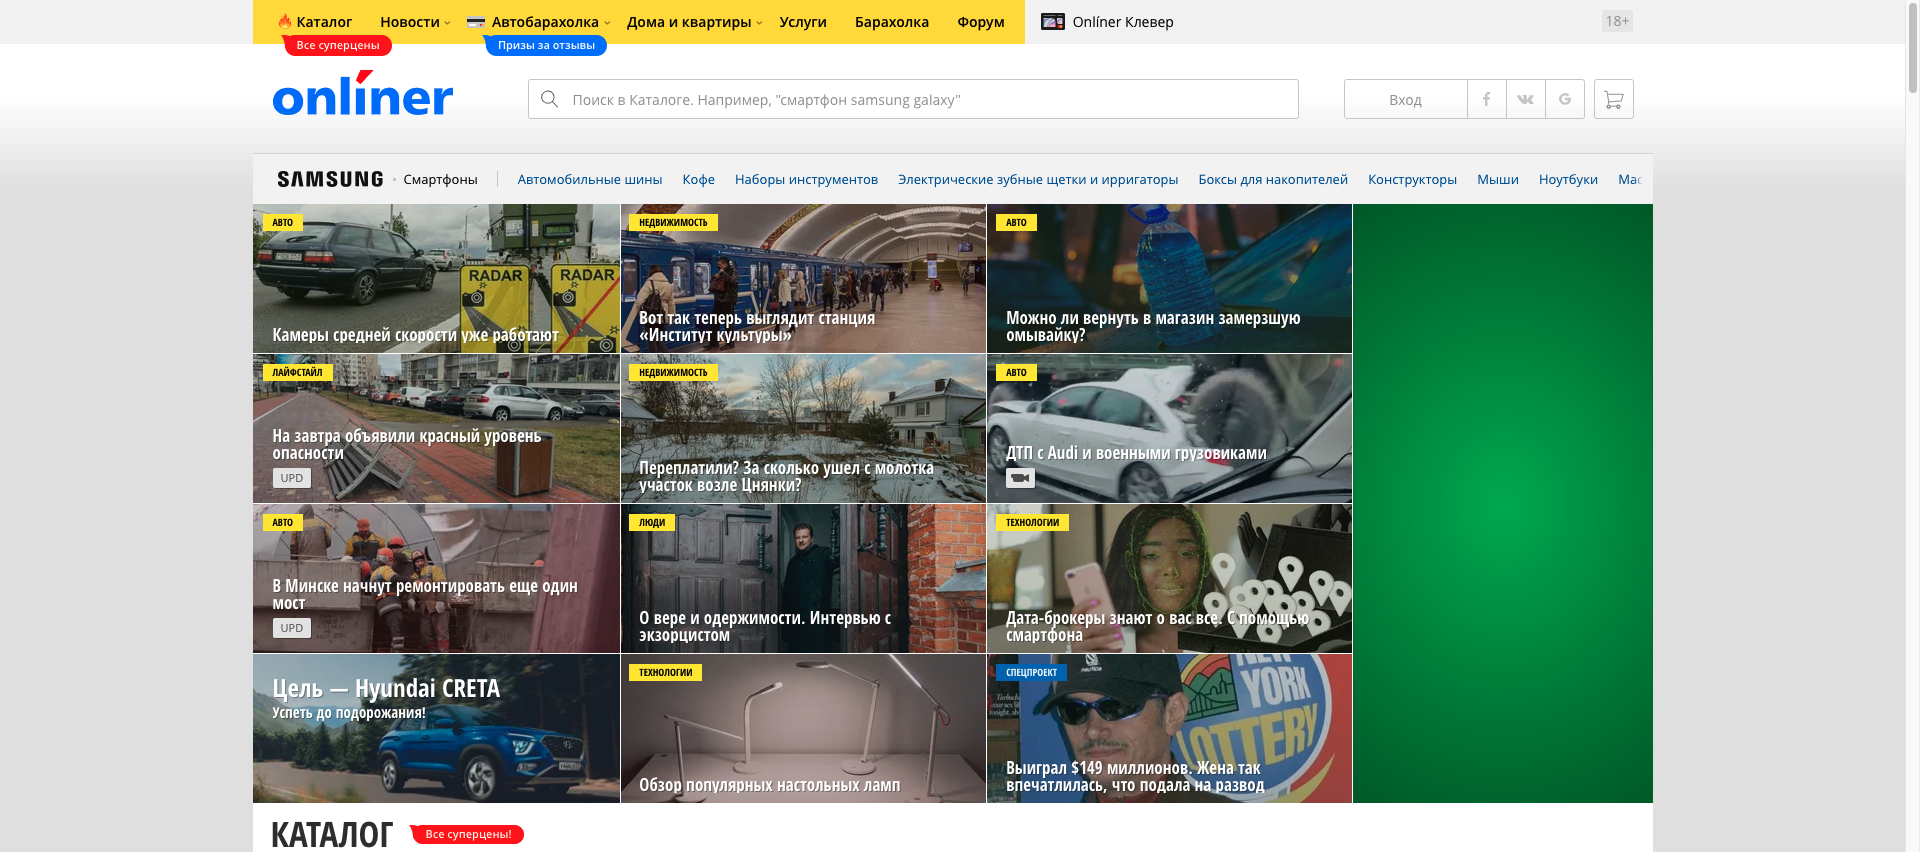 Каталог
Новости
Автобарахолка
Дома и квартиры
Услуги
Барахолка
Форум
Onlíner Клевер
18+
Все суперцены
Призы за отзывы
onlíner
Поиск в Каталоге. Например, "смартфон samsung galaxy"
Вход
SAMSUNG
Смартфоны
Автомобильные шины
Кофе
Наборы инструментов
Электрические зубные щетки и ирригаторы
Боксы для накопителей
Конструкторы
Мыши
Ноутбуки
Мас
АВТО
RADAR
RADAR
Камеры средней скорости уже работают
НЕДВИЖИМОСТЬ
Вот так теперь выглядит станция
«Институт культуры»
АВТО
Можно ли вернуть в магазин замерзшую
омывайку?
ЛАЙФСТАЙЛ
На завтра объявили красный уровень
опасности
UPD
НЕДВИЖИМОСТЬ
Переплатили? За сколько ушел с молотка
участок возле Цнянки?
АВТО
ДТП с Audi и военными грузовиками
АВТО
В Минске начнут ремонтировать еще один
мост
UPD
ЛЮДИ
О вере и одержимости. Интервью с
экзорцистом
ТЕХНОЛОГИИ
Дата-брокеры знают о вас все. С помощью
смартфона
Цель — Hyundai CRETA
Успеть до подорожания!
ТЕХНОЛОГИИ
Обзор популярных настольных ламп
СПЕЦПРОЕКТ
NEW
YORK
LOTTERY
Выиграл $149 миллионов. Жена так
впечатлилась, что подала на развод
КАТАЛОГ
Все суперцены!